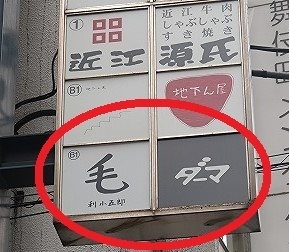 ①
近江牛肉
しゃぶしゃぶ
すき焼き
近江 源氏
B1
地下ん屋
B1
毛
利小五郎
ダーマ